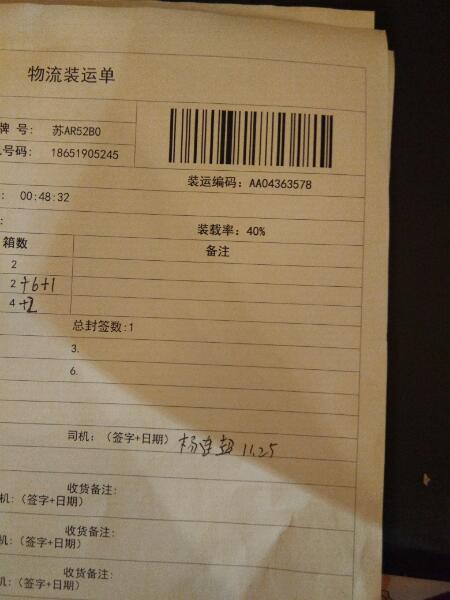 物流装运单
牌 号: 苏AR52B0
号码: 18651905245
装运编码: AA04363578
: 00:48:32
:
装载率: 40%
箱数
备注
2
2+6+1
4+2
总封签数:1
3.
6.
司机: (签字+日期) 杨 超 11.25
收货备注:
机: (签字+日期)
收货备注:
机: (签字+日期)
收货备注:
机: (签字+日期)